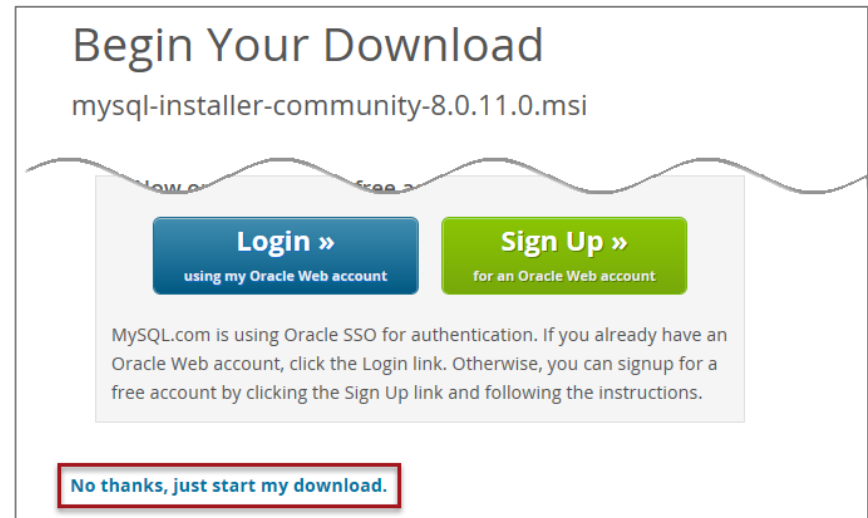 Begin Your Download
mysql-installer-community-8.0.11.0.msi
Login »
Sign Up »
using my Oracle Web account
for an Oracle Web account
MySQL.com is using Oracle SSO for authentication. If you already have an
Oracle Web account, click the Login link. Otherwise, you can signup for a
free account by clicking the Sign Up link and following the instructions.
No thanks, just start my download.